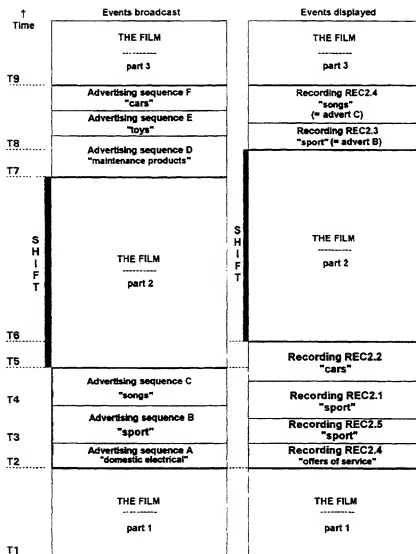 ↑
Time
Events broadcast
Events displayed
THE FILM
--------
part 3
THE FILM
--------
part 3
T9
Advertising sequence F
"cars"
Recording REC2.4
"songs"
(= advert C)
Advertising sequence E
"toys"
Recording REC2.3
"sport" (= advert B)
T8
Advertising sequence D
"maintenance products"
T7
SHIFT
THE FILM
--------
part 2
SHIFT
THE FILM
--------
part 2
T6
T5
Recording REC2.2
"cars"
Advertising sequence C
"songs"
T4
Recording REC2.1
"sport"
Advertising sequence B
"sport"
Recording REC2.5
"sport"
T3
Advertising sequence A
"domestic electrical"
Recording REC2.4
"offers of service"
T2
THE FILM
--------
part 1
THE FILM
--------
part 1
T1